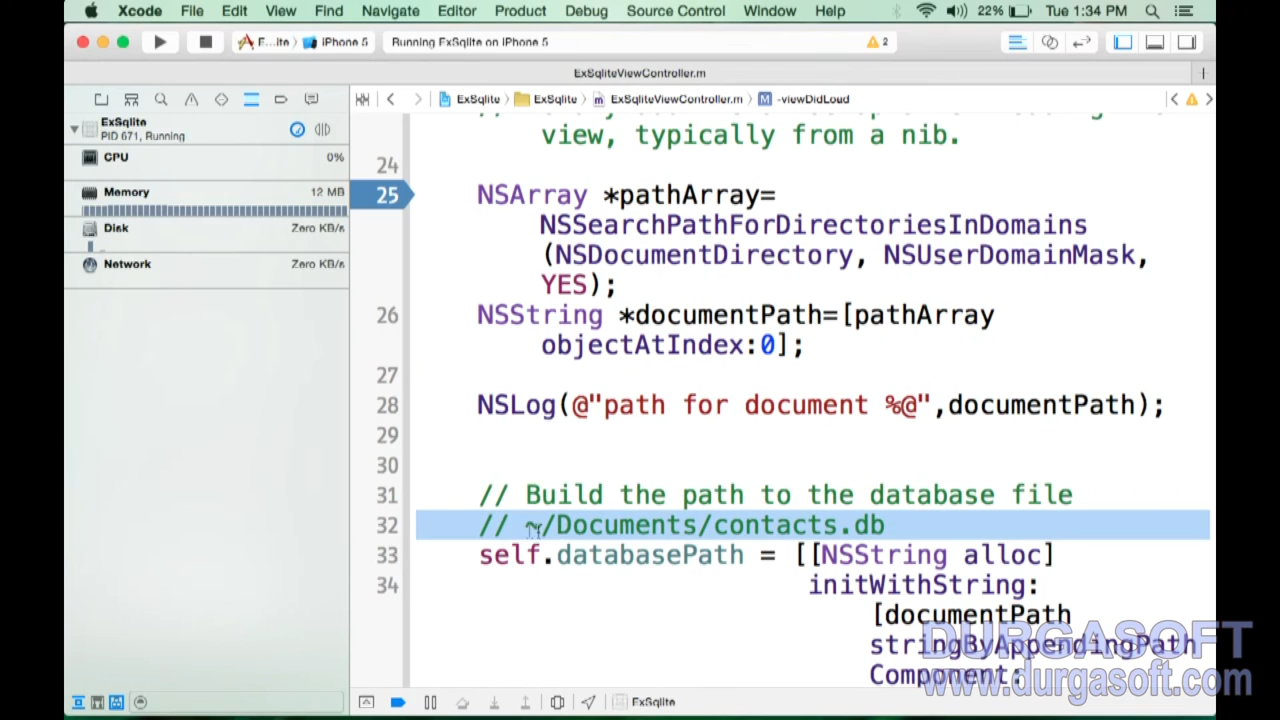 Xcode File Edit View Find Navigate Editor Product Debug Source Control Window Help 22% Tue 1:34 PM
E...ite iPhone 5 Running ExSqlite on iPhone 5 2
ExSqliteViewController.m
ExSqlite ExSqlite ExSqliteViewController.m M -viewDidLoad
ExSqlite
PID 671, Running
CPU 0%
Memory 12 MB
Disk Zero KB/s
Network Zero KB/s
view, typically from a nib.
24
25 NSArray *pathArray=
NSSearchPathForDirectoriesInDomains
(NSDocumentDirectory, NSUserDomainMask,
YES);
26 NSString *documentPath=[pathArray
objectAtIndex:0];
27
28 NSLog(@"path for document %@",documentPath);
29
30
31 // Build the path to the database file
32 // ~/Documents/contacts.db
33 self.databasePath = [[NSString alloc]
34 initWithString:
[documentPath
stringByAppendingPath
Component:
DURGASOFT
www.durgasoft.com
ExSqlite